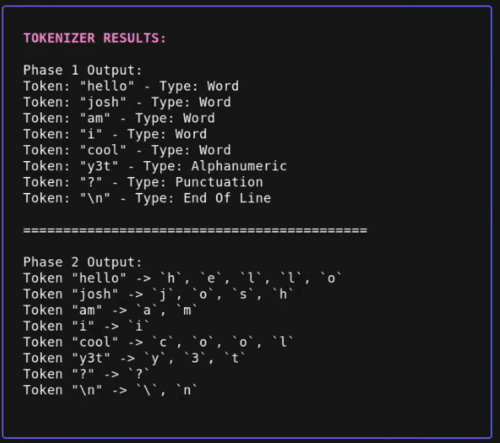 TOKENIZER RESULTS:
Phase 1 Output:
Token: "hello" - Type: Word
Token: "josh" - Type: Word
Token: "am" - Type: Word
Token: "i" - Type: Word
Token: "cool" - Type: Word
Token: "y3t" - Type: Alphanumeric
Token: "?" - Type: Punctuation
Token: "\n" - Type: End Of Line
===========================================
Phase 2 Output:
Token "hello" -> `h`, `e`, `l`, `l`, `o`
Token "josh" -> `j`, `o`, `s`, `h`
Token "am" -> `a`, `m`
Token "i" -> `i`
Token "cool" -> `c`, `o`, `o`, `l`
Token "y3t" -> `y`, `3`, `t`
Token "?" -> `?`
Token "\n" -> `\`, `n`